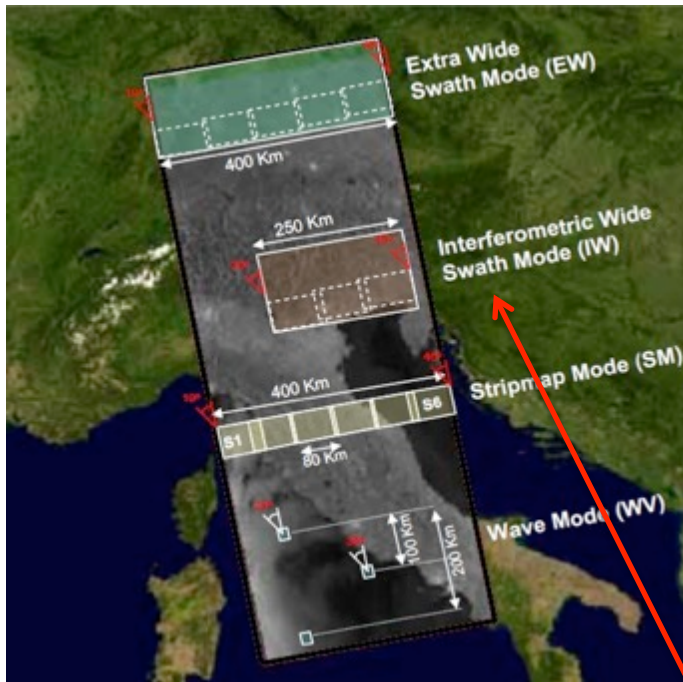 Extra Wide
Swath Mode (EW)
400 Km
250 Km
Interferometric Wide
Swath Mode (IW)
400 Km
Stripmap Mode (SM)
S1
S6
80 Km
Wave Mode (WV)
100 Km
200 Km